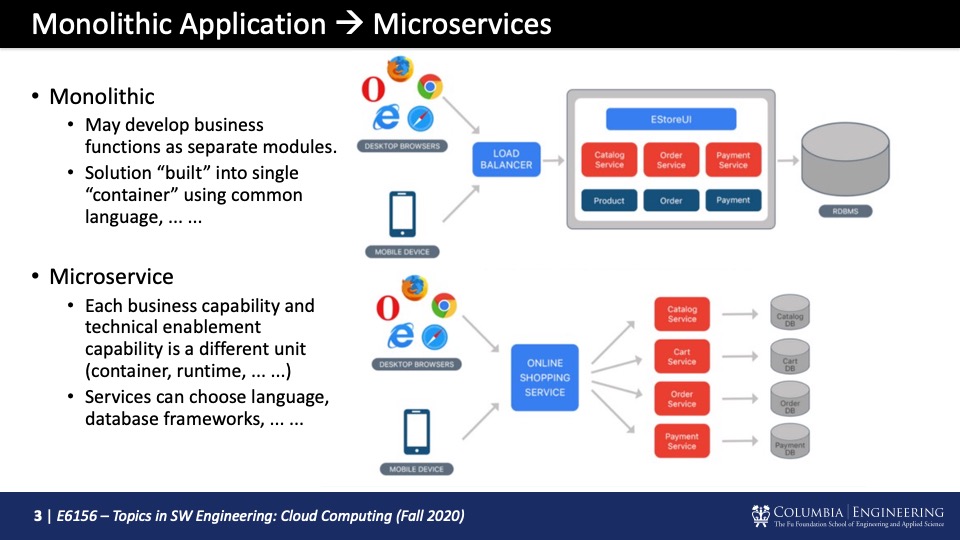 Monolithic Application → Microservices
• Monolithic
• May develop business
functions as separate modules.
• Solution “built” into single
“container” using common
language, ... ...
DESKTOP BROWSERS
MOBILE DEVICE
LOAD
BALANCER
EStoreUI
Catalog
Service
Order
Service
Payment
Service
Product
Order
Payment
RDBMS
• Microservice
• Each business capability and
technical enablement
capability is a different unit
(container, runtime, ... ...)
• Services can choose language,
database frameworks, ... ...
DESKTOP BROWSERS
MOBILE DEVICE
ONLINE
SHOPPING
SERVICE
Catalog
Service
Catalog
DB
Cart
Service
Cart
DB
Order
Service
Order
DB
Payment
Service
Payment
DB
3 | E6156 – Topics in SW Engineering: Cloud Computing (Fall 2020)
COLUMBIA | ENGINEERING
The Fu Foundation School of Engineering and Applied Science